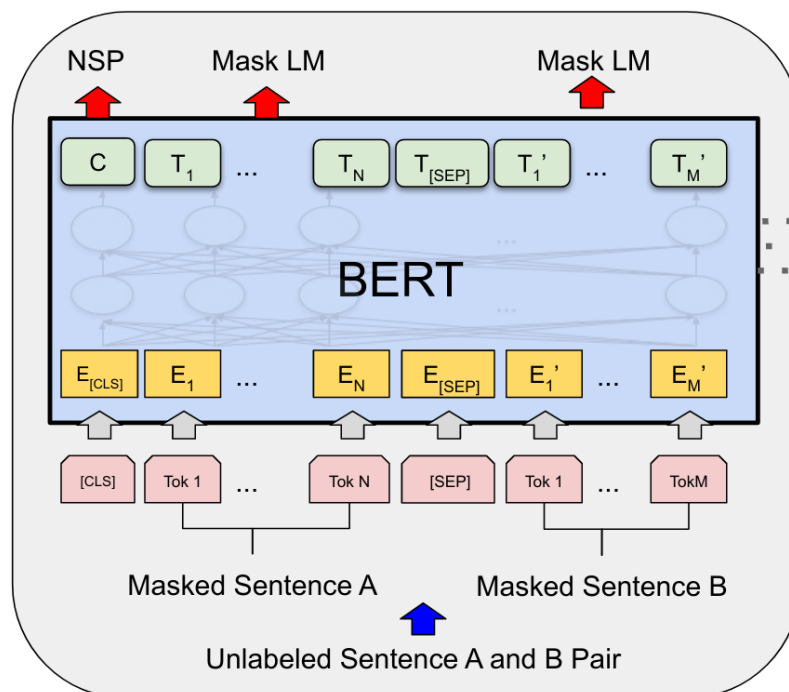 NSP Mask LM Mask LM
C T1 ... TN T[SEP] T1' ... TM'
...
BERT
...
E[CLS] E1 ... EN E[SEP] E1' ... EM'
[CLS] Tok 1 ... Tok N [SEP] Tok 1 ... TokM
Masked Sentence A Masked Sentence B
Unlabeled Sentence A and B Pair